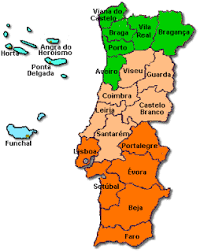 Viana do
Castelo
Braga
Vila
Real
Bragança
Porto
Aveiro
Viseu
Guarda
Coimbra
Castelo
Branco
Leiria
Santarém
Lisboa
Portalegre
Setúbal
Évora
Beja
Faro
Horta
Angra do
Heroísmo
Ponta
Delgada
Funchal